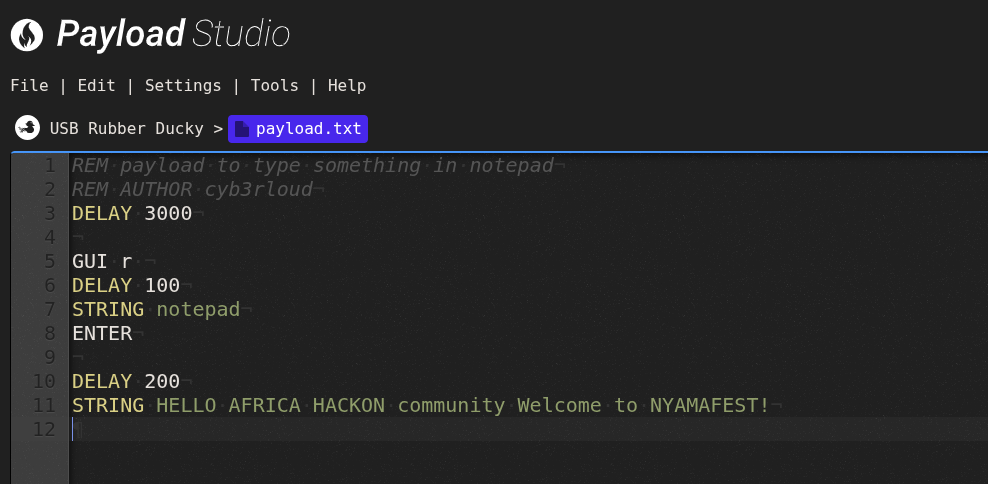 Payload Studio
File | Edit | Settings | Tools | Help
USB Rubber Ducky > payload.txt
1 REM payload to type something in notepad
2 REM AUTHOR cyb3rloud
3 DELAY 3000
4
5 GUI r
6 DELAY 100
7 STRING notepad
8 ENTER
9
10 DELAY 200
11 STRING HELLO AFRICA HACKON community Welcome to NYAMAFEST!
12